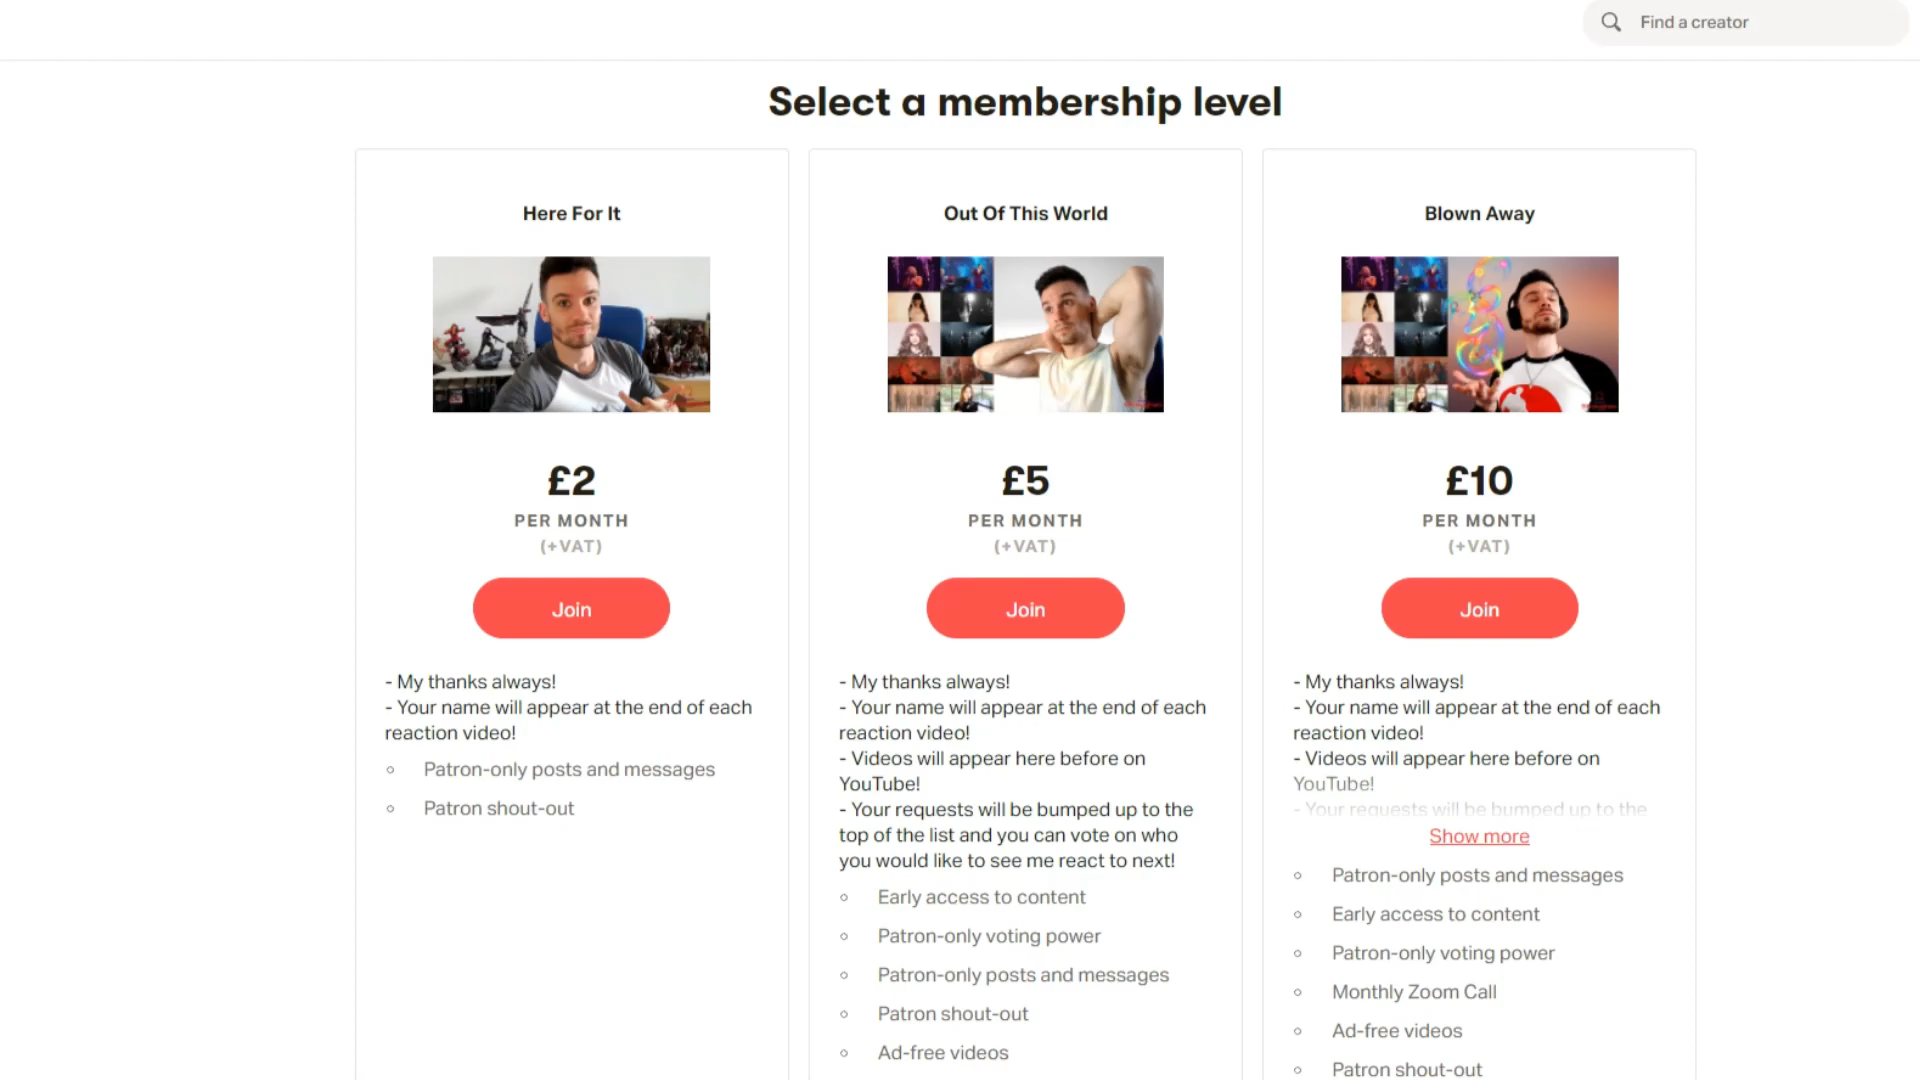 Find a creator
Select a membership level
Here For It
£2
PER MONTH
(+VAT)
Join
- My thanks always!
- Your name will appear at the end of each
reaction video!
Patron-only posts and messages
Patron shout-out
Out Of This World
£5
PER MONTH
(+VAT)
Join
- My thanks always!
- Your name will appear at the end of each
reaction video!
- Videos will appear here before on
YouTube!
- Your requests will be bumped up to the
top of the list and you can vote on who
you would like to see me react to next!
Early access to content
Patron-only voting power
Patron-only posts and messages
Patron shout-out
Ad-free videos
Blown Away
£10
PER MONTH
(+VAT)
Join
- My thanks always!
- Your name will appear at the end of each
reaction video!
- Videos will appear here before on
YouTube!
- Your requests will be bumped up to the
Show more
Patron-only posts and messages
Early access to content
Patron-only voting power
Monthly Zoom Call
Ad-free videos
Patron shout-out